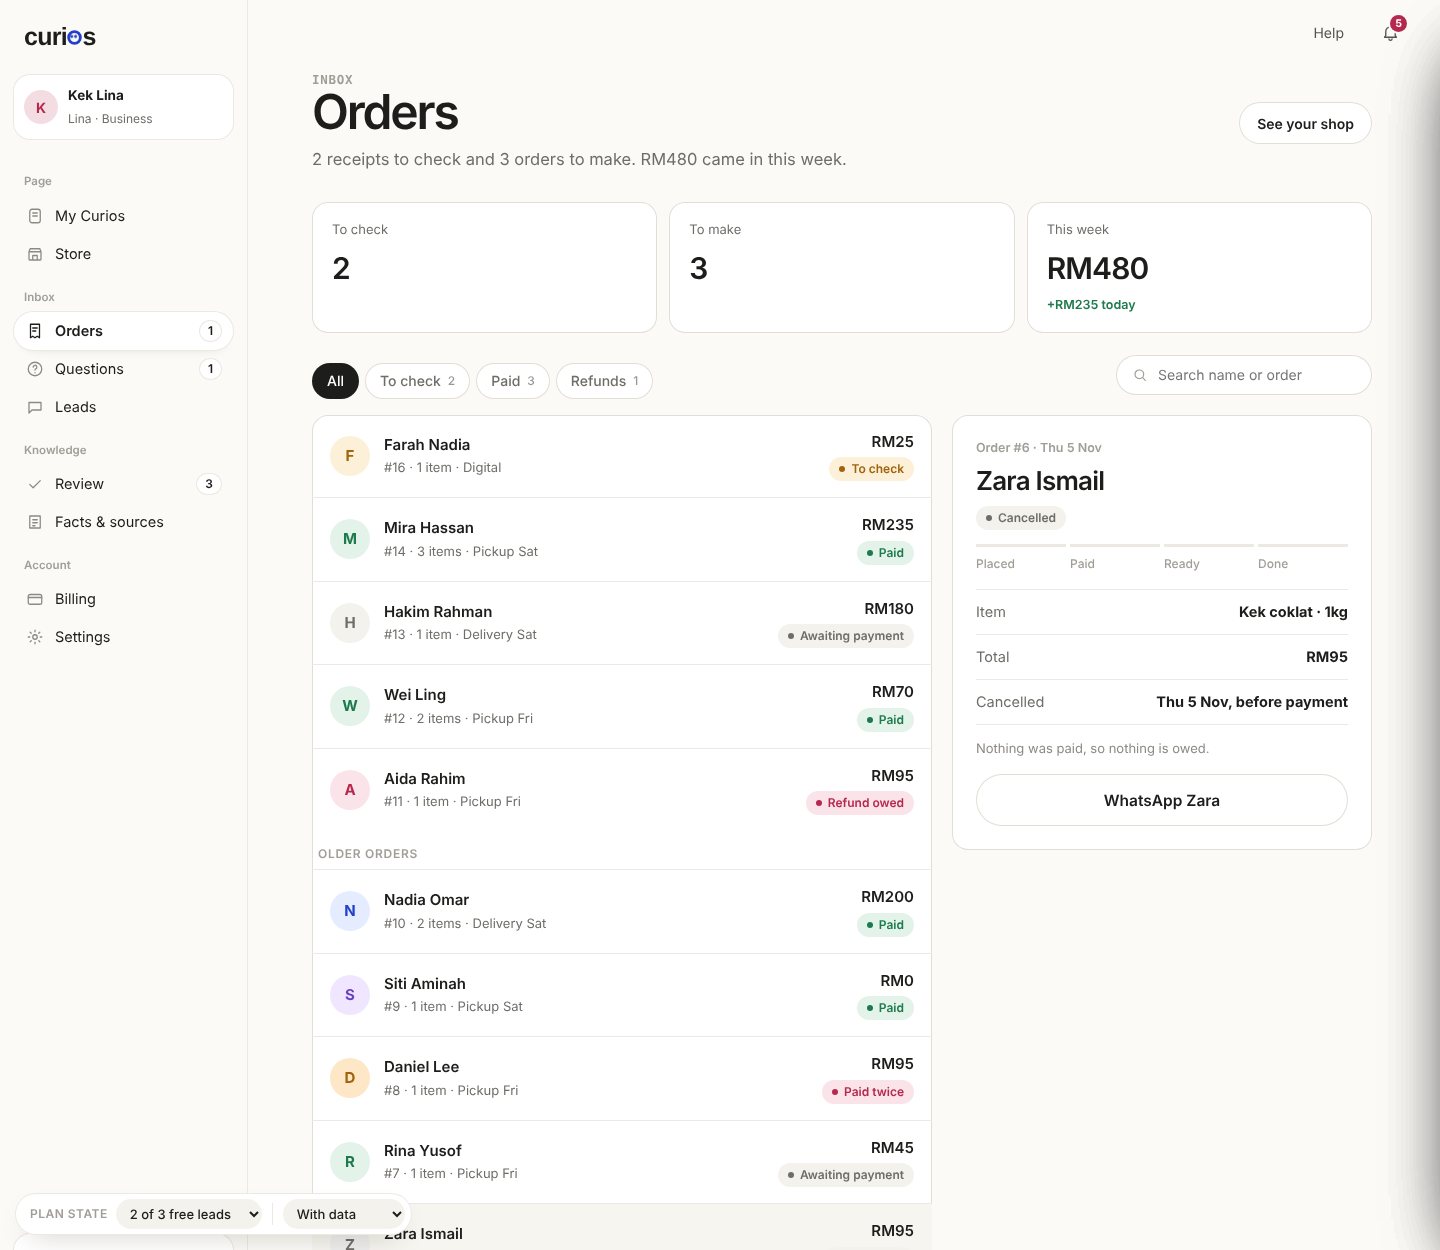 curios
K
Kek Lina
Lina · Business
Page
My Curios
Store
Inbox
Orders 1
Questions 1
Leads
Knowledge
Review 3
Facts & sources
Account
Billing
Settings
Help 5
INBOX
Orders
See your shop
2 receipts to check and 3 orders to make. RM480 came in this week.
To check
2
To make
3
This week
RM480
+RM235 today
All
To check 2
Paid 3
Refunds 1
Search name or order
F
Farah Nadia RM25
#16 · 1 item · Digital To check
M
Mira Hassan RM235
#14 · 3 items · Pickup Sat Paid
H
Hakim Rahman RM180
#13 · 1 item · Delivery Sat Awaiting payment
W
Wei Ling RM70
#12 · 2 items · Pickup Fri Paid
A
Aida Rahim RM95
#11 · 1 item · Pickup Fri Refund owed
OLDER ORDERS
N
Nadia Omar RM200
#10 · 2 items · Delivery Sat Paid
S
Siti Aminah RM0
#9 · 1 item · Pickup Sat Paid
D
Daniel Lee RM95
#8 · 1 item · Pickup Fri Paid twice
R
Rina Yusof RM45
#7 · 1 item · Pickup Fri Awaiting payment
Z
Zara Ismail RM95
Order #6 · Thu 5 Nov
Zara Ismail
Cancelled
Placed Paid Ready Done
Item Kek coklat · 1kg
Total RM95
Cancelled Thu 5 Nov, before payment
Nothing was paid, so nothing is owed.
WhatsApp Zara
PLAN STATE 2 of 3 free leads With data